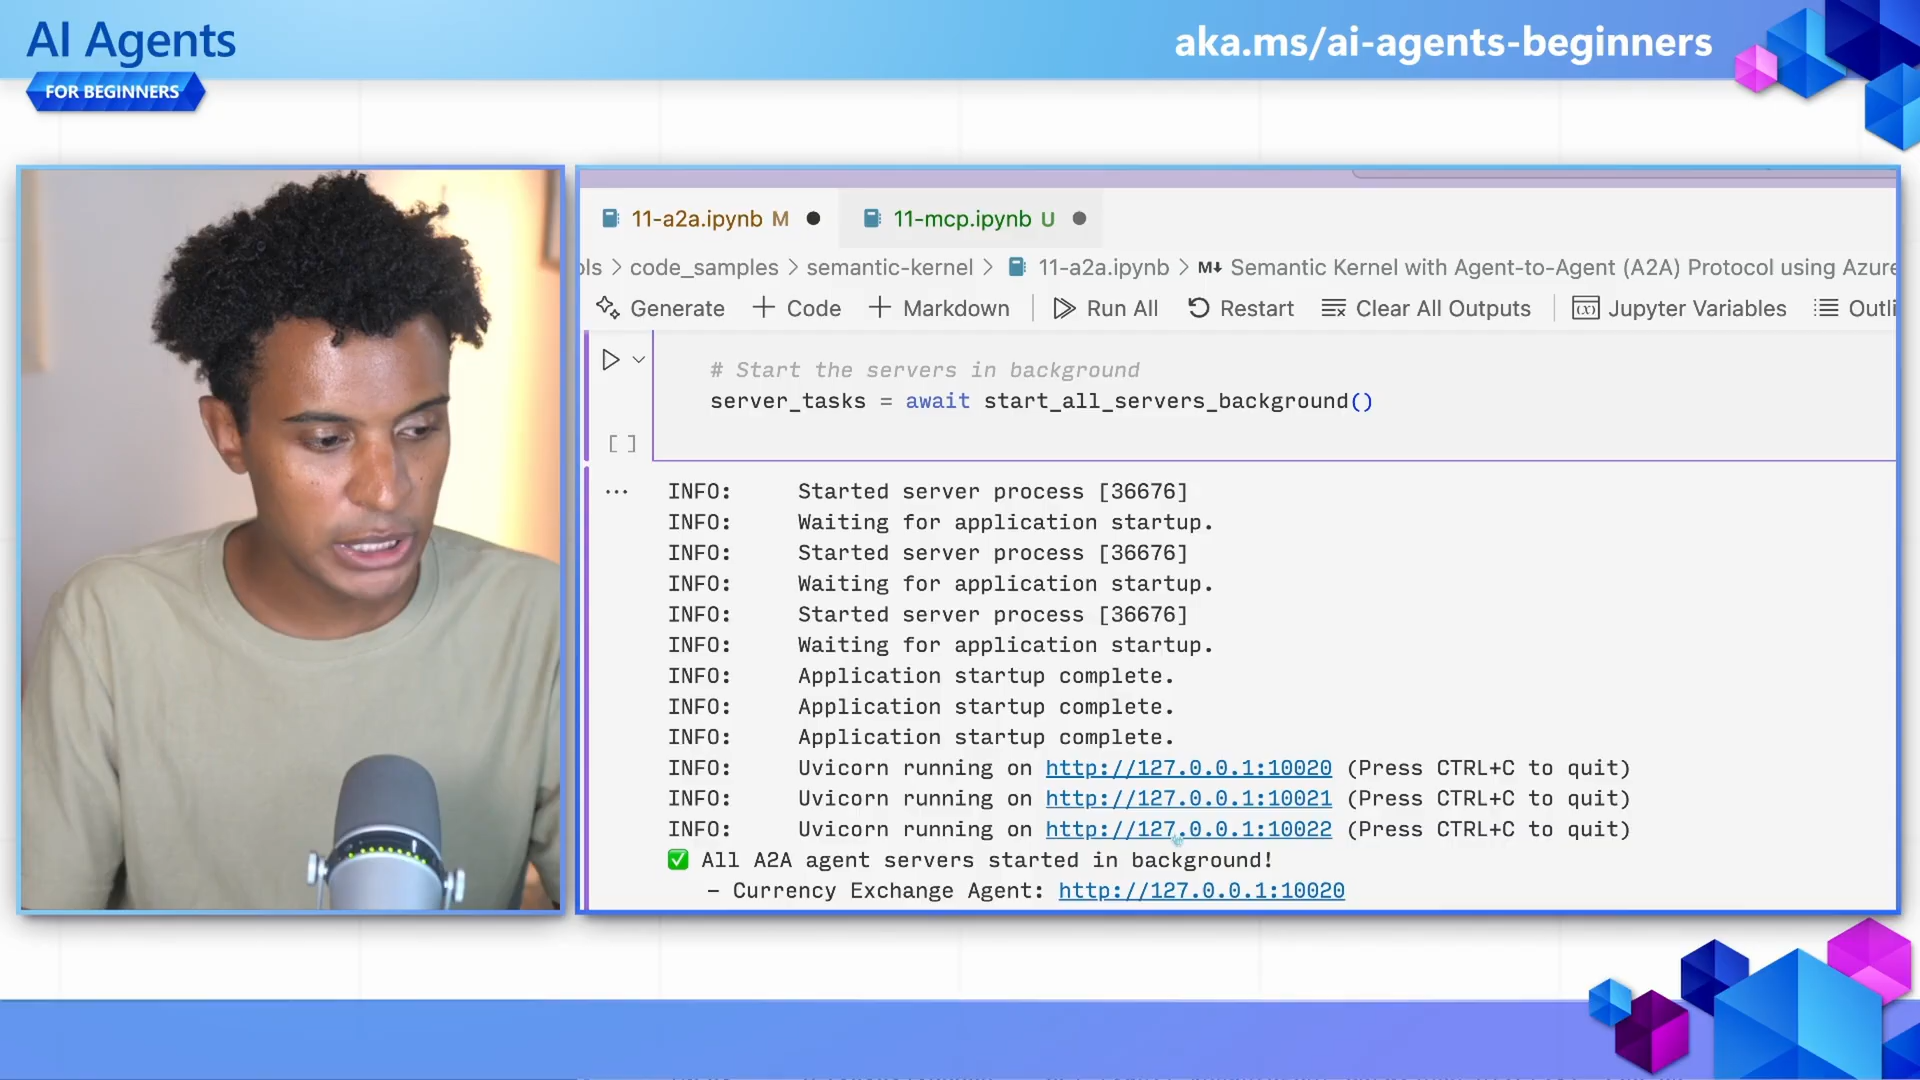 AI Agents
FOR BEGINNERS
aka.ms/ai-agents-beginners
11-a2a.ipynb M
11-mcp.ipynb U
code_samples > semantic-kernel > 11-a2a.ipynb > M↓ Semantic Kernel with Agent-to-Agent (A2A) Protocol using Azure
Generate + Code + Markdown Run All Restart Clear All Outputs Jupyter Variables
# Start the servers in background
server_tasks = await start_all_servers_background()
[ ]
... INFO: Started server process [36676]
INFO: Waiting for application startup.
INFO: Started server process [36676]
INFO: Waiting for application startup.
INFO: Started server process [36676]
INFO: Waiting for application startup.
INFO: Application startup complete.
INFO: Application startup complete.
INFO: Application startup complete.
INFO: Uvicorn running on http://127.0.0.1:10020 (Press CTRL+C to quit)
INFO: Uvicorn running on http://127.0.0.1:10021 (Press CTRL+C to quit)
INFO: Uvicorn running on http://127.0.0.1:10022 (Press CTRL+C to quit)
✅ All A2A agent servers started in background!
– Currency Exchange Agent: http://127.0.0.1:10020